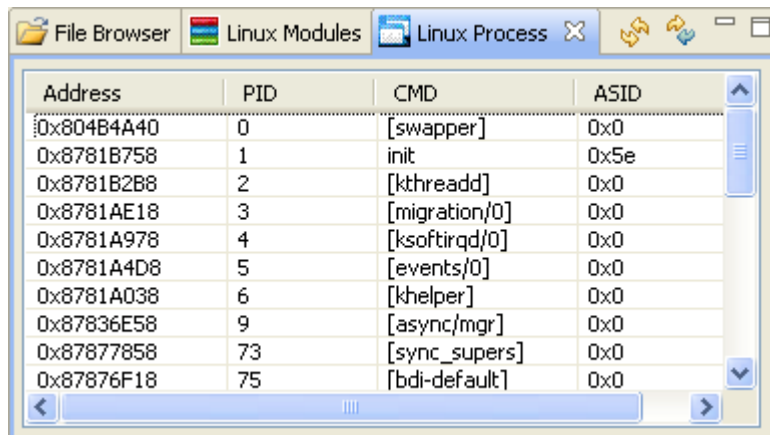 File Browser Linux Modules Linux Process
Address PID CMD ASID
0x804B4A40 0 [swapper] 0x0
0x8781B758 1 init 0x5e
0x8781B2B8 2 [kthreadd] 0x0
0x8781AE18 3 [migration/0] 0x0
0x8781A978 4 [ksoftirqd/0] 0x0
0x8781A4D8 5 [events/0] 0x0
0x8781A038 6 [khelper] 0x0
0x87836E58 9 [async/mgr] 0x0
0x87877858 73 [sync_supers] 0x0
0x87876F18 75 [bdi-default] 0x0